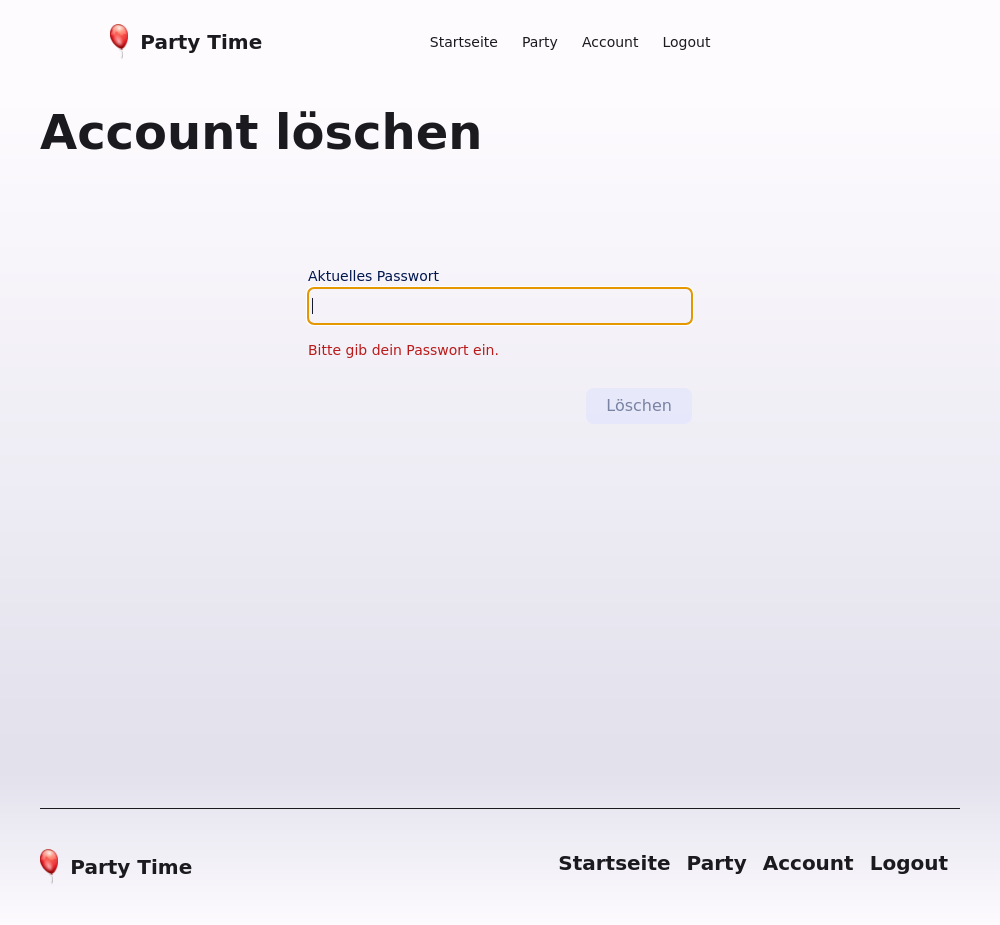 Party Time
Startseite Party Account Logout
Account löschen
Aktuelles Passwort
Bitte gib dein Passwort ein.
Löschen
Party Time
Startseite Party Account Logout